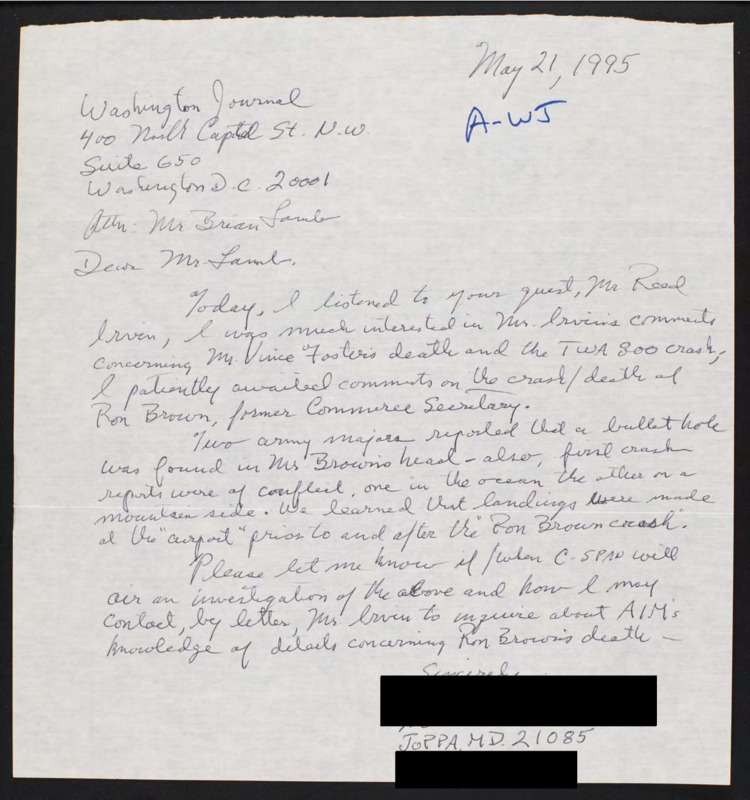 May 21, 1995
A-WJ
Washington Journal
400 North Capitol St. N.W.
Suite 650
Washington D.C. 20001
Attn: Mr Brian Lamb
Dear Mr Lamb.
Today, I listened to your guest, Mr Reed
Irvin, I was much interested in Mr. Irvin's comments
concerning Mr. Vince Foster's death and the TWA 800 crash,
I patiently awaited comments on the crash/death of
Ron Brown, former Commerce Secretary.
Two army majors reported that a bullet hole
was found in Mr Brown's head - also, first crash
reports were of conflict, one in the ocean the other on a
mountain side. We learned that landings were made
at the "airport" prior to and after the "Ron Brown crash".
Please let me know if/when C-SPAN will
air an investigation of the above and how I may
contact, by letter, Mr. Irvin to inquire about AIM's
knowledge of details concerning Ron Brown's death -
Sincerely
JOPPA, MD. 21085